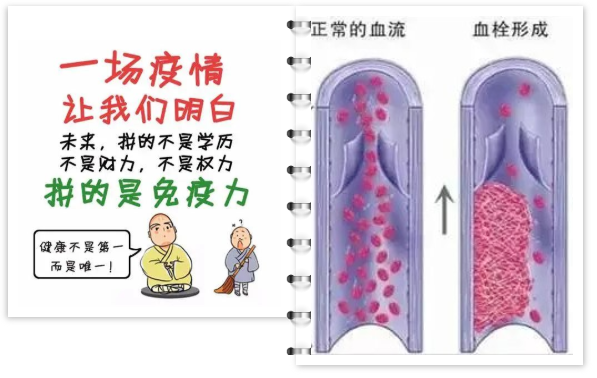 一场疫情
让我们明白
未来，拼的不是学历
不是财力，不是权力
拼的是免疫力
健康不是第一
而是唯一！
?
正常的血流
血栓形成